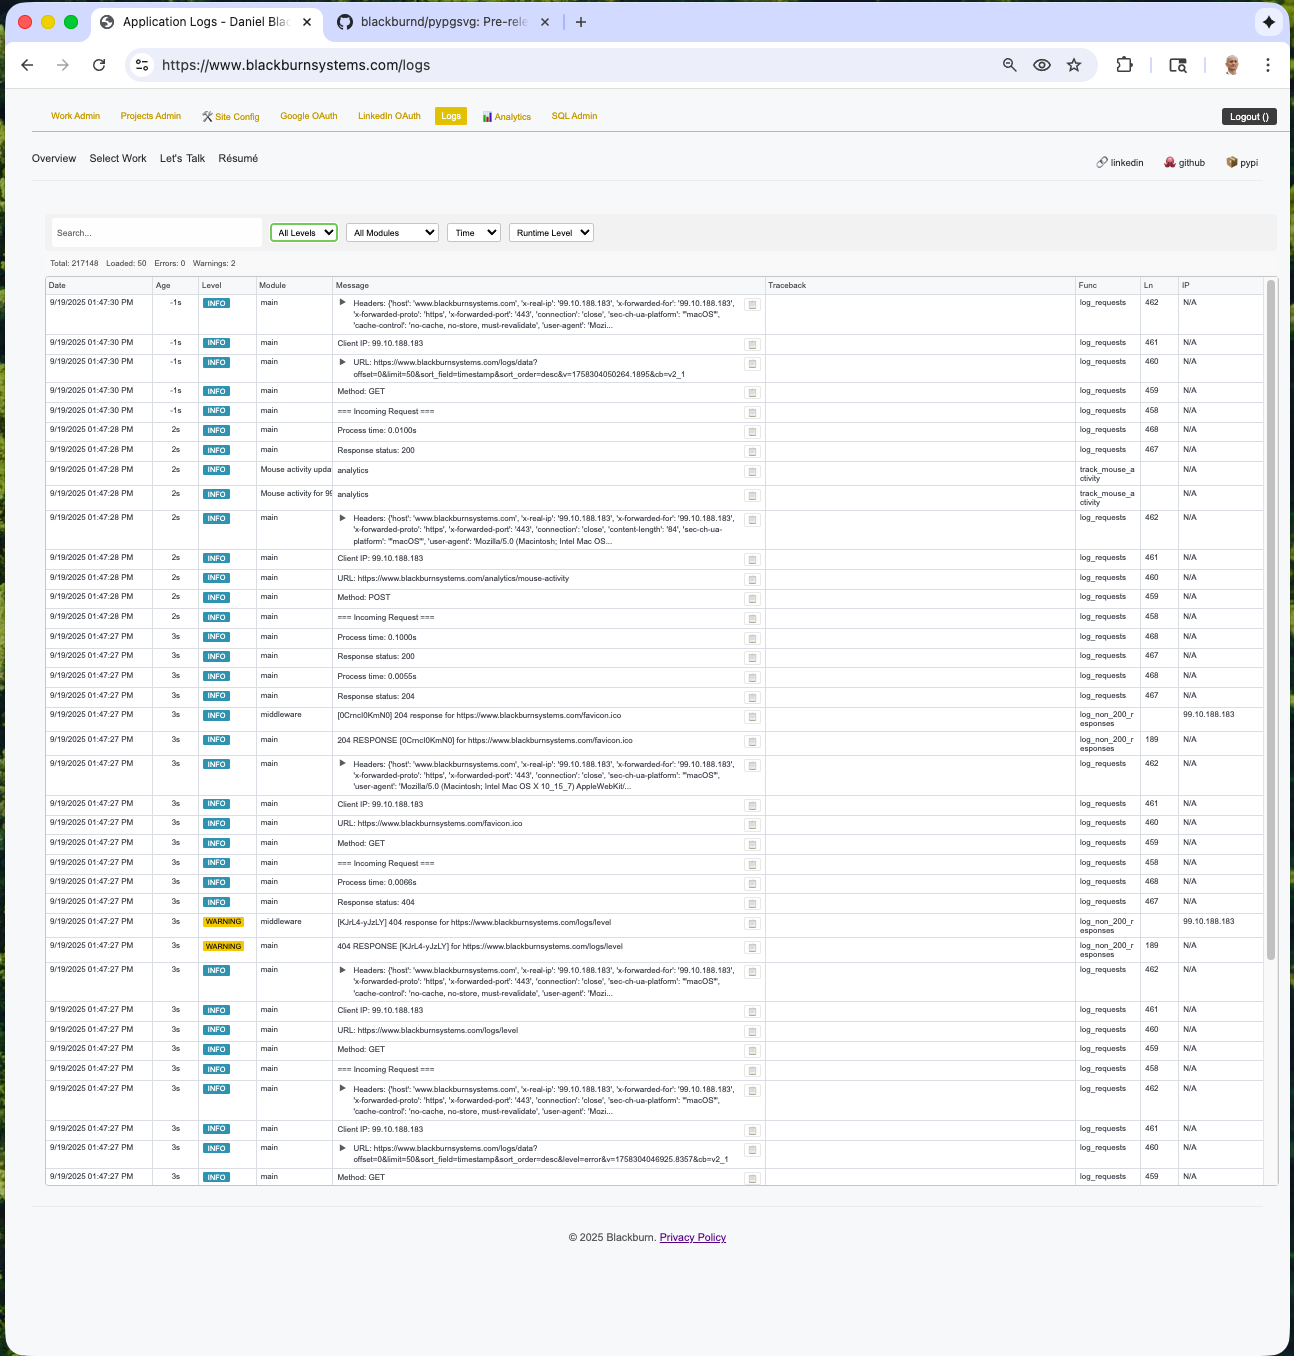 Application Logs - Daniel Bla
blackburnd/pypgsvg: Pre-rele
https://www.blackburnsystems.com/logs
Work Admin Projects Admin Site Config Google OAuth LinkedIn OAuth Logs Analytics SQL Admin Logout ()
Overview Select Work Let's Talk Résumé linkedin github pypi
Search... All Levels All Modules Time Runtime Level
Total: 217148 Loaded: 50 Errors: 0 Warnings: 2
Date Age Level Module Message Traceback Func Ln IP
9/19/2025 01:47:30 PM -1s INFO main Headers: {'host': 'www.blackburnsystems.com', 'x-real-ip': '99.10.188.183', 'x-forwarded-for': '99.10.188.183', log_requests 462 N/A
'x-forwarded-proto': 'https', 'x-forwarded-port': '443', 'connection': 'close', 'sec-ch-ua-platform': '"macOS"',
'cache-control': 'no-cache, no-store, must-revalidate', 'user-agent': 'Mozi...
9/19/2025 01:47:30 PM -1s INFO main Client IP: 99.10.188.183 log_requests 461 N/A
9/19/2025 01:47:30 PM -1s INFO main URL: https://www.blackburnsystems.com/logs/data? log_requests 460 N/A
offset=0&limit=50&sort_field=timestamp&sort_order=desc&v=1758304050264.1895&cb=v2_1
9/19/2025 01:47:30 PM -1s INFO main Method: GET log_requests 459 N/A
9/19/2025 01:47:30 PM -1s INFO main === Incoming Request === log_requests 458 N/A
9/19/2025 01:47:28 PM 2s INFO main Process time: 0.0100s log_requests 468 N/A
9/19/2025 01:47:28 PM 2s INFO main Response status: 200 log_requests 467 N/A
9/19/2025 01:47:28 PM 2s INFO Mouse activity upda analytics track_mouse_a N/A
ctivity
9/19/2025 01:47:28 PM 2s INFO Mouse activity for 99 analytics track_mouse_a N/A
ctivity
9/19/2025 01:47:28 PM 2s INFO main Headers: {'host': 'www.blackburnsystems.com', 'x-real-ip': '99.10.188.183', 'x-forwarded-for': '99.10.188.183', log_requests 462 N/A
'x-forwarded-proto': 'https', 'x-forwarded-port': '443', 'connection': 'close', 'content-length': '84', 'sec-ch-ua-
platform': '"macOS"', 'user-agent': 'Mozilla/5.0 (Macintosh; Intel Mac OS...
9/19/2025 01:47:28 PM 2s INFO main Client IP: 99.10.188.183 log_requests 461 N/A
9/19/2025 01:47:28 PM 2s INFO main URL: https://www.blackburnsystems.com/analytics/mouse-activity log_requests 460 N/A
9/19/2025 01:47:28 PM 2s INFO main Method: POST log_requests 459 N/A
9/19/2025 01:47:28 PM 2s INFO main === Incoming Request === log_requests 458 N/A
9/19/2025 01:47:27 PM 3s INFO main Process time: 0.1000s log_requests 468 N/A
9/19/2025 01:47:27 PM 3s INFO main Response status: 200 log_requests 467 N/A
9/19/2025 01:47:27 PM 3s INFO main Process time: 0.0055s log_requests 468 N/A
9/19/2025 01:47:27 PM 3s INFO main Response status: 204 log_requests 467 N/A
9/19/2025 01:47:27 PM 3s INFO middleware [0CrncI0KmN0] 204 response for https://www.blackburnsystems.com/favicon.ico log_non_200_r 99.10.188.183
esponses
9/19/2025 01:47:27 PM 3s INFO main 204 RESPONSE [0CrncI0KmN0] for https://www.blackburnsystems.com/favicon.ico log_non_200_r 189 N/A
esponses
9/19/2025 01:47:27 PM 3s INFO main Headers: {'host': 'www.blackburnsystems.com', 'x-real-ip': '99.10.188.183', 'x-forwarded-for': '99.10.188.183', log_requests 462 N/A
'x-forwarded-proto': 'https', 'x-forwarded-port': '443', 'connection': 'close', 'sec-ch-ua-platform': '"macOS"',
'user-agent': 'Mozilla/5.0 (Macintosh; Intel Mac OS X 10_15_7) AppleWebKit/...
9/19/2025 01:47:27 PM 3s INFO main Client IP: 99.10.188.183 log_requests 461 N/A
9/19/2025 01:47:27 PM 3s INFO main URL: https://www.blackburnsystems.com/favicon.ico log_requests 460 N/A
9/19/2025 01:47:27 PM 3s INFO main Method: GET log_requests 459 N/A
9/19/2025 01:47:27 PM 3s INFO main === Incoming Request === log_requests 458 N/A
9/19/2025 01:47:27 PM 3s INFO main Process time: 0.0066s log_requests 468 N/A
9/19/2025 01:47:27 PM 3s INFO main Response status: 404 log_requests 467 N/A
9/19/2025 01:47:27 PM 3s WARNING middleware [KJrL4-yJzLY] 404 response for https://www.blackburnsystems.com/logs/level log_non_200_r 99.10.188.183
esponses
9/19/2025 01:47:27 PM 3s WARNING main 404 RESPONSE [KJrL4-yJzLY] for https://www.blackburnsystems.com/logs/level log_non_200_r 189 N/A
esponses
9/19/2025 01:47:27 PM 3s INFO main Headers: {'host': 'www.blackburnsystems.com', 'x-real-ip': '99.10.188.183', 'x-forwarded-for': '99.10.188.183', log_requests 462 N/A
'x-forwarded-proto': 'https', 'x-forwarded-port': '443', 'connection': 'close', 'sec-ch-ua-platform': '"macOS"',
'cache-control': 'no-cache, no-store, must-revalidate', 'user-agent': 'Mozi...
9/19/2025 01:47:27 PM 3s INFO main Client IP: 99.10.188.183 log_requests 461 N/A
9/19/2025 01:47:27 PM 3s INFO main URL: https://www.blackburnsystems.com/logs/level log_requests 460 N/A
9/19/2025 01:47:27 PM 3s INFO main Method: GET log_requests 459 N/A
9/19/2025 01:47:27 PM 3s INFO main === Incoming Request === log_requests 458 N/A
9/19/2025 01:47:27 PM 3s INFO main Headers: {'host': 'www.blackburnsystems.com', 'x-real-ip': '99.10.188.183', 'x-forwarded-for': '99.10.188.183', log_requests 462 N/A
'x-forwarded-proto': 'https', 'x-forwarded-port': '443', 'connection': 'close', 'sec-ch-ua-platform': '"macOS"',
'cache-control': 'no-cache, no-store, must-revalidate', 'user-agent': 'Mozi...
9/19/2025 01:47:27 PM 3s INFO main Client IP: 99.10.188.183 log_requests 461 N/A
9/19/2025 01:47:27 PM 3s INFO main URL: https://www.blackburnsystems.com/logs/data? log_requests 460 N/A
offset=0&limit=50&sort_field=timestamp&sort_order=desc&level=error&v=1758304046925.8357&cb=v2_1
9/19/2025 01:47:27 PM 3s INFO main Method: GET log_requests 459 N/A
© 2025 Blackburn. Privacy Policy